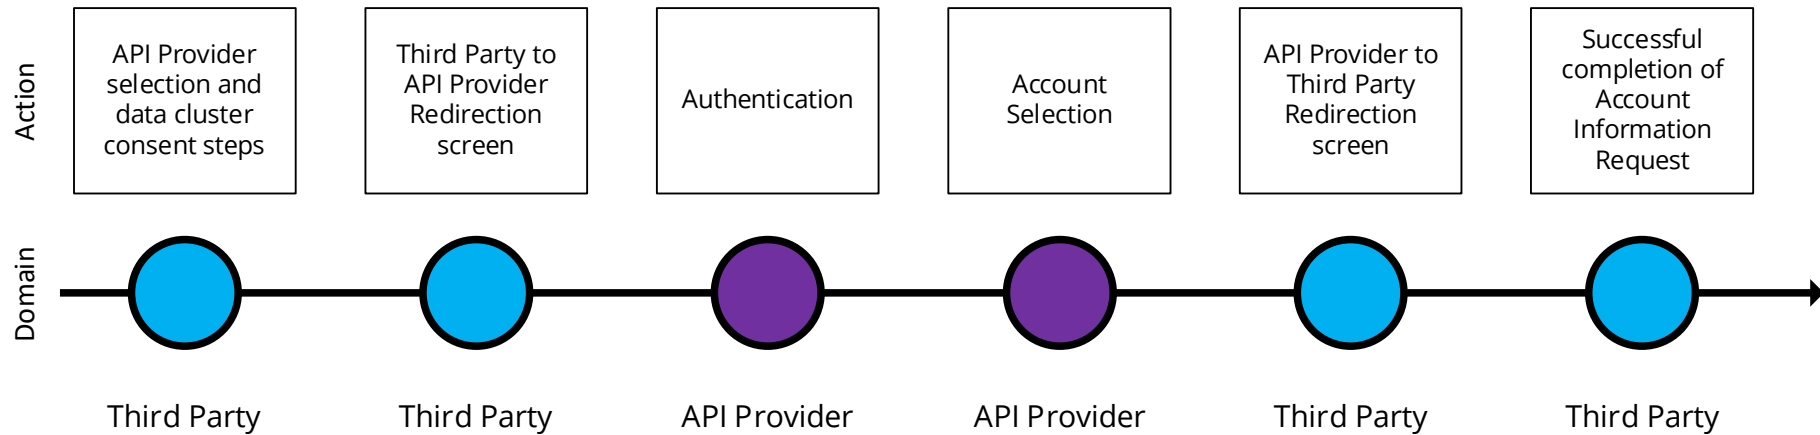 Action
API Provider
selection and
data cluster
consent steps
Third Party to
API Provider
Redirection
screen
Authentication
Account
Selection
API Provider to
Third Party
Redirection
screen
Successful
completion of
Account
Information
Request
Domain
Third Party
Third Party
API Provider
API Provider
Third Party
Third Party